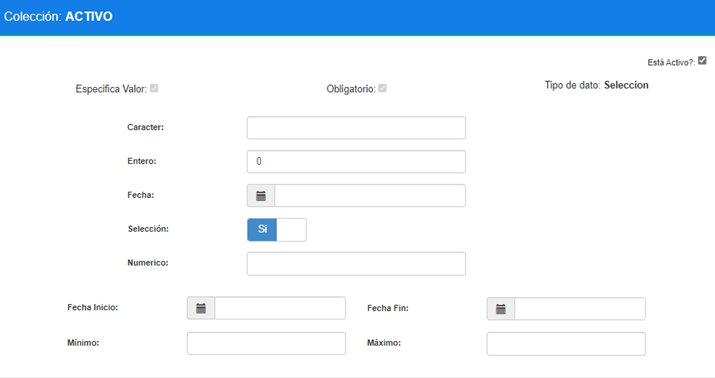 Colección: ACTIVO
Está Activo?:
Especifica Valor:
Obligatorio:
Tipo de dato: Seleccion
Caracter:
Entero: 0
Fecha:
Selección: Si
Numerico:
Fecha Inicio:
Fecha Fin:
Mínimo:
Máximo: